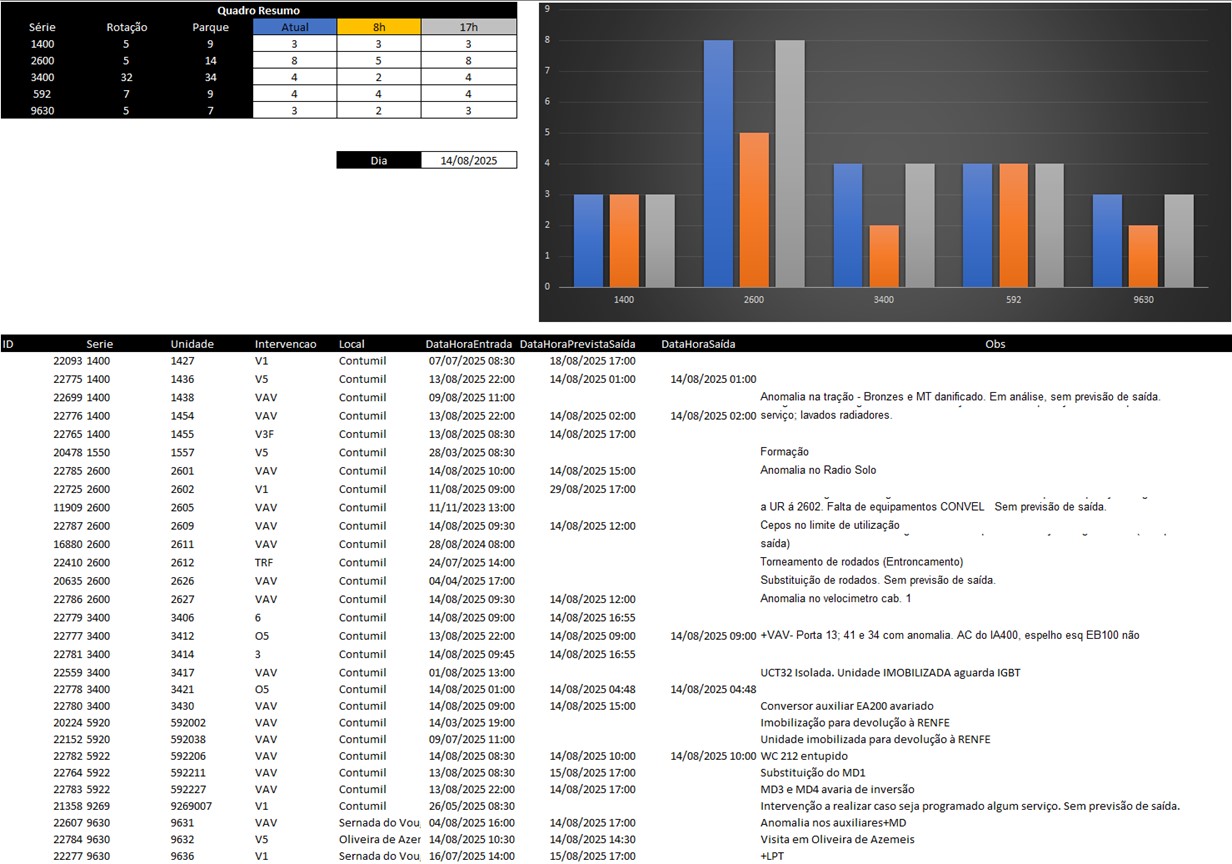 Quadro Resumo
Série Rotação Parque Atual 8h 17h
1400 5 9 3 3 3
2600 5 14 8 5 8
3400 32 34 4 2 4
592 7 9 4 4 4
9630 5 7 3 2 3
Dia 14/08/2025
9
8
7
6
5
4
3
2
1
0
1400 2600 3400 592 9630
ID Serie Unidade Intervencao Local DataHoraEntrada DataHoraPrevistaSaída DataHoraSaída Obs
22093 1400 1427 V1 Contumil 07/07/2025 08:30 18/08/2025 17:00
22775 1400 1436 V5 Contumil 13/08/2025 22:00 14/08/2025 01:00 14/08/2025 01:00
22699 1400 1438 VAV Contumil 09/08/2025 11:00 Anomalia na tração - Bronzes e MT danificado. Em análise, sem previsão de saída.
22776 1400 1454 VAV Contumil 13/08/2025 22:00 14/08/2025 02:00 14/08/2025 02:00 serviço; lavados radiadores.
22765 1400 1455 V3F Contumil 13/08/2025 08:30 14/08/2025 17:00
20478 1550 1557 V5 Contumil 28/03/2025 08:30 Formação
22785 2600 2601 VAV Contumil 14/08/2025 10:00 14/08/2025 15:00 Anomalia no Radio Solo
22725 2600 2602 V1 Contumil 11/08/2025 09:00 29/08/2025 17:00
11909 2600 2605 VAV Contumil 11/11/2023 13:00 a UR á 2602. Falta de equipamentos CONVEL Sem previsão de saída.
22787 2600 2609 VAV Contumil 14/08/2025 09:30 14/08/2025 12:00 Cepos no limite de utilização
16880 2600 2611 VAV Contumil 28/08/2024 08:00 saída)
22410 2600 2612 TRF Contumil 24/07/2025 14:00 Torneamento de rodados (Entroncamento)
20635 2600 2626 VAV Contumil 04/04/2025 17:00 Substituição de rodados. Sem previsão de saída.
22786 2600 2627 VAV Contumil 14/08/2025 09:30 14/08/2025 12:00 Anomalia no velocimetro cab. 1
22779 3400 3406 6 Contumil 14/08/2025 09:00 14/08/2025 16:55
22777 3400 3412 O5 Contumil 13/08/2025 22:00 14/08/2025 09:00 14/08/2025 09:00 +VAV- Porta 13; 41 e 34 com anomalia. AC do IA400, espelho esq EB100 não
22781 3400 3414 3 Contumil 14/08/2025 09:45 14/08/2025 16:55
22559 3400 3417 VAV Contumil 01/08/2025 13:00 UCT32 Isolada. Unidade IMOBILIZADA aguarda IGBT
22778 3400 3421 O5 Contumil 14/08/2025 01:00 14/08/2025 04:48 14/08/2025 04:48
22780 3400 3430 VAV Contumil 14/08/2025 09:00 14/08/2025 15:00 Conversor auxiliar EA200 avariado
20224 5920 592002 VAV Contumil 14/03/2025 19:00 Imobilização para devolução à RENFE
22152 5920 592038 VAV Contumil 09/07/2025 11:00 Unidade imobilizada para devolução à RENFE
22782 5922 592206 VAV Contumil 14/08/2025 08:30 14/08/2025 10:00 14/08/2025 10:00 WC 212 entupido
22764 5922 592211 VAV Contumil 13/08/2025 08:30 15/08/2025 17:00 Substituição do MD1
22783 5922 592227 VAV Contumil 13/08/2025 22:00 14/08/2025 17:00 MD3 e MD4 avaria de inversão
21358 9269 9269007 V1 Contumil 26/05/2025 08:30 Intervenção a realizar caso seja programado algum serviço. Sem previsão de saída.
22607 9630 9631 VAV Sernada do Vou 04/08/2025 16:00 14/08/2025 17:00 Anomalia nos auxiliares+MD
22784 9630 9632 V5 Oliveira de Azer 14/08/2025 10:30 14/08/2025 14:30 Visita em Oliveira de Azemeis
22277 9630 9636 V1 Sernada do Vou 16/07/2025 14:00 15/08/2025 17:00 +LPT